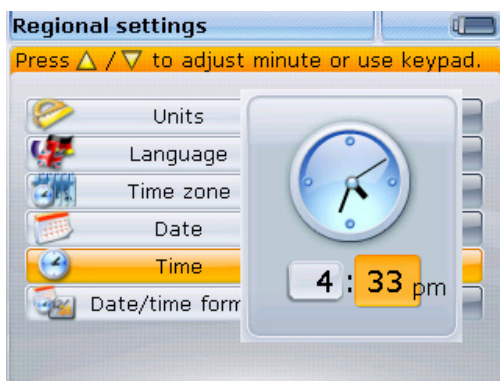 Regional settings
Press △ / ▽ to adjust minute or use keypad.
Units
Language
Time zone
Date
Time
4 : 33 pm
Date/time form